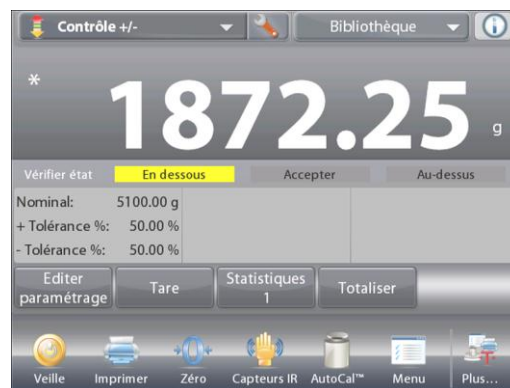 Contrôle +/- Bibliothèque
* 1872.25 g
Vérifier état En dessous Accepter Au-dessus
Nominal: 5100.00 g
+ Tolérance %: 50.00 %
- Tolérance %: 50.00 %
Editer paramétrage Tare Statistiques 1 Totaliser
Veille Imprimer Zéro Capteurs IR AutoCal™ Menu Plus...